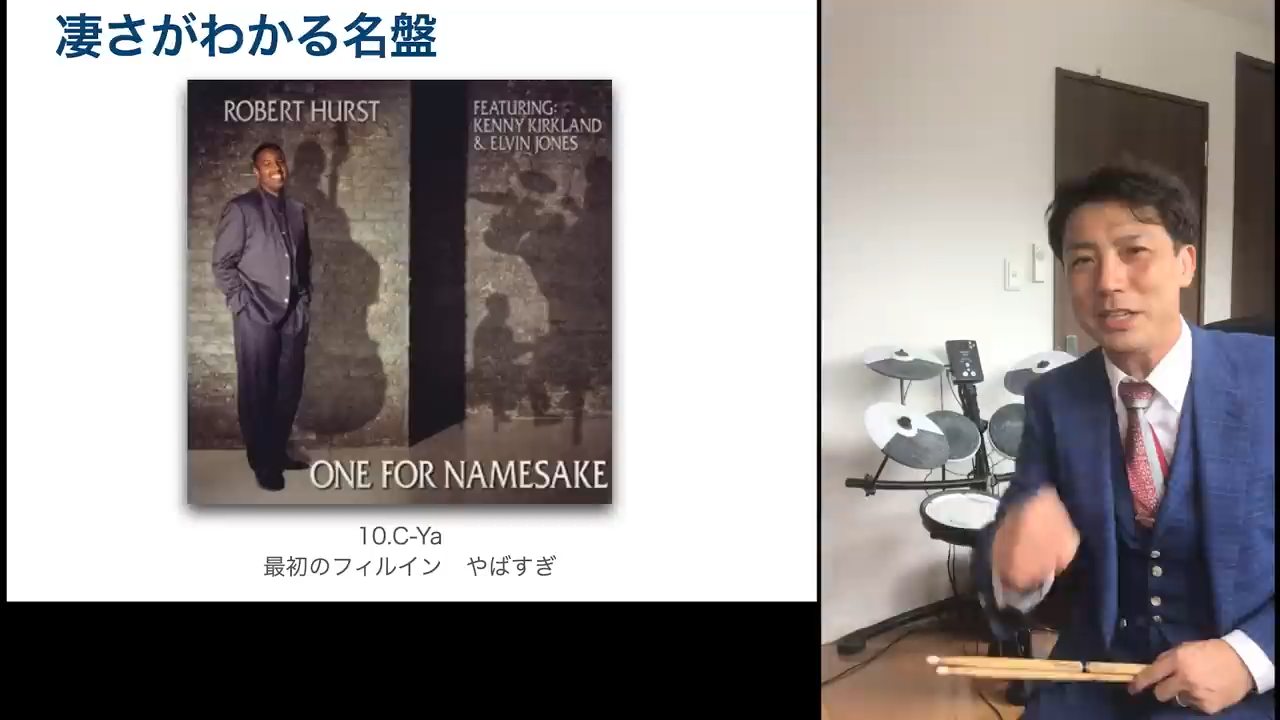 凄さがわかる名盤
ROBERT HURST
FEATURING:
KENNY KIRKLAND
& ELVIN JONES
ONE FOR NAMESAKE
10.C-Ya
最初のフィルイン　やばすぎ